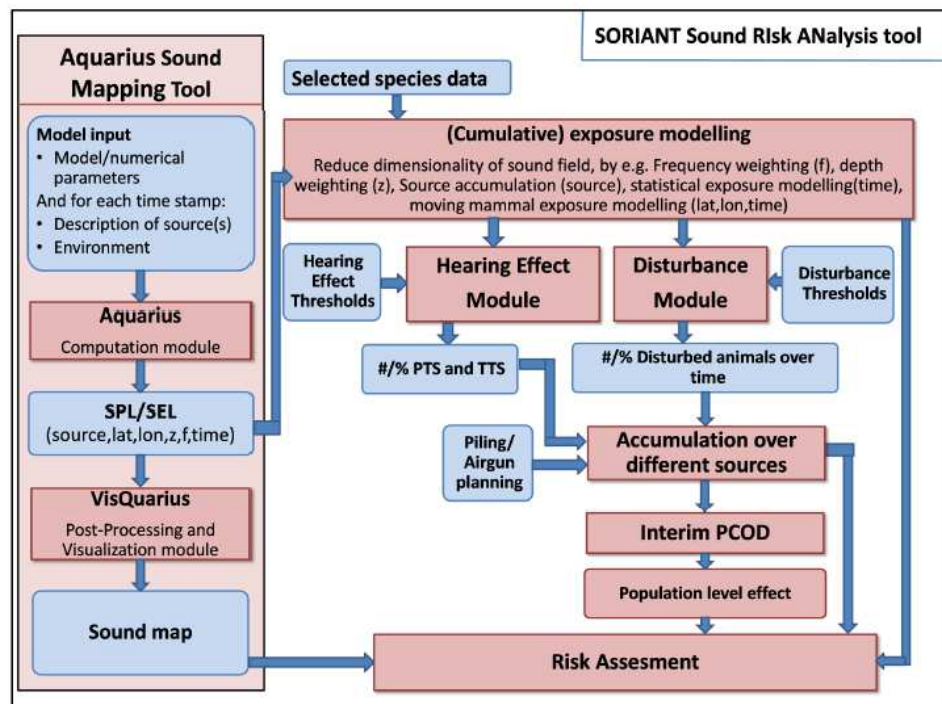 SORIANT Sound RIsk ANalysis tool
Aquarius Sound
Mapping Tool
Model input
• Model/numerical
parameters
And for each time stamp:
• Description of source(s)
• Environment
Aquarius
Computation module
SPL/SEL
(source,lat,lon,z,f,time)
VisQuarius
Post-Processing and
Visualization module
Sound map
Selected species data
(Cumulative) exposure modelling
Reduce dimensionality of sound field, by e.g. Frequency weighting (f), depth
weighting (z), Source accumulation (source), statistical exposure modelling(time),
moving mammal exposure modelling (lat,lon,time)
Hearing
Effect
Thresholds
Hearing Effect
Module
Disturbance
Module
Disturbance
Thresholds
#/% PTS and TTS
#/% Disturbed animals over
time
Piling/
Airgun
planning
Accumulation over
different sources
Interim PCOD
Population level effect
Risk Assesment